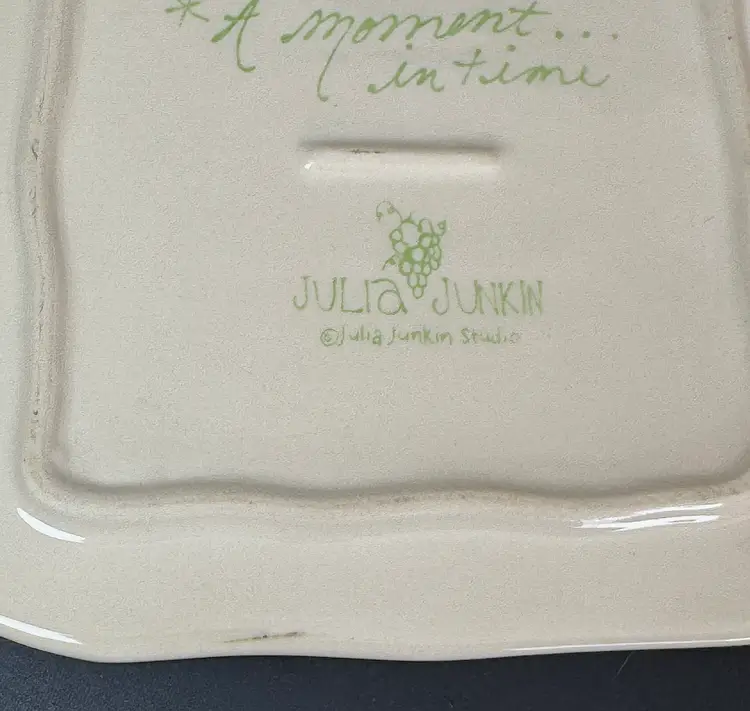 *A moment...
in time
JULIa JUNKIN
©Julia Junkin Studio